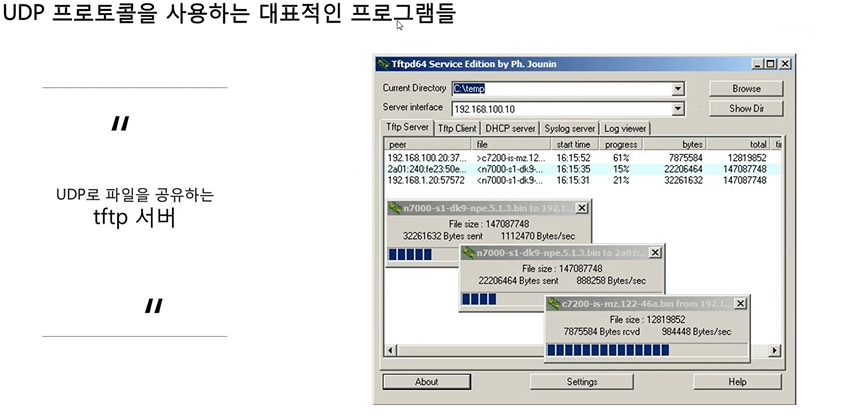 UDP 프로토콜을 사용하는 대표적인 프로그램들
"
UDP로 파일을 공유하는
tftp 서버
"
Tftpd64 Service Edition by Ph. Jounin
Current Directory C:\temp Browse
Server interface 192.168.100.10 Show Dir
Tftp Server Tftp Client DHCP server Syslog server Log viewer
peer file start time progress bytes total
192.168.100.20:37... >c7200-is-mz.12... 16:15:52 61% 7875584 12819852
2a01:240:fe23:50e... <n7000-s1-dk9-... 16:15:35 15% 22206464 147087748
192.168.1.20:57572 <n7000-s1-dk9-... 16:15:31 21% 32261632 147087748
n7000-s1-dk9-npe.5.1.3.bin to 192.1...
File size : 147087748
32261632 Bytes sent 1112470 Bytes/sec
n7000-s1-dk9-npe.5.1.3.bin to 2a01:...
File size : 147087748
22206464 Bytes sent 888258 Bytes/sec
c7200-is-mz.122-46a.bin from 192.1...
File size : 12819852
7875584 Bytes rcvd 984448 Bytes/sec
About Settings Help